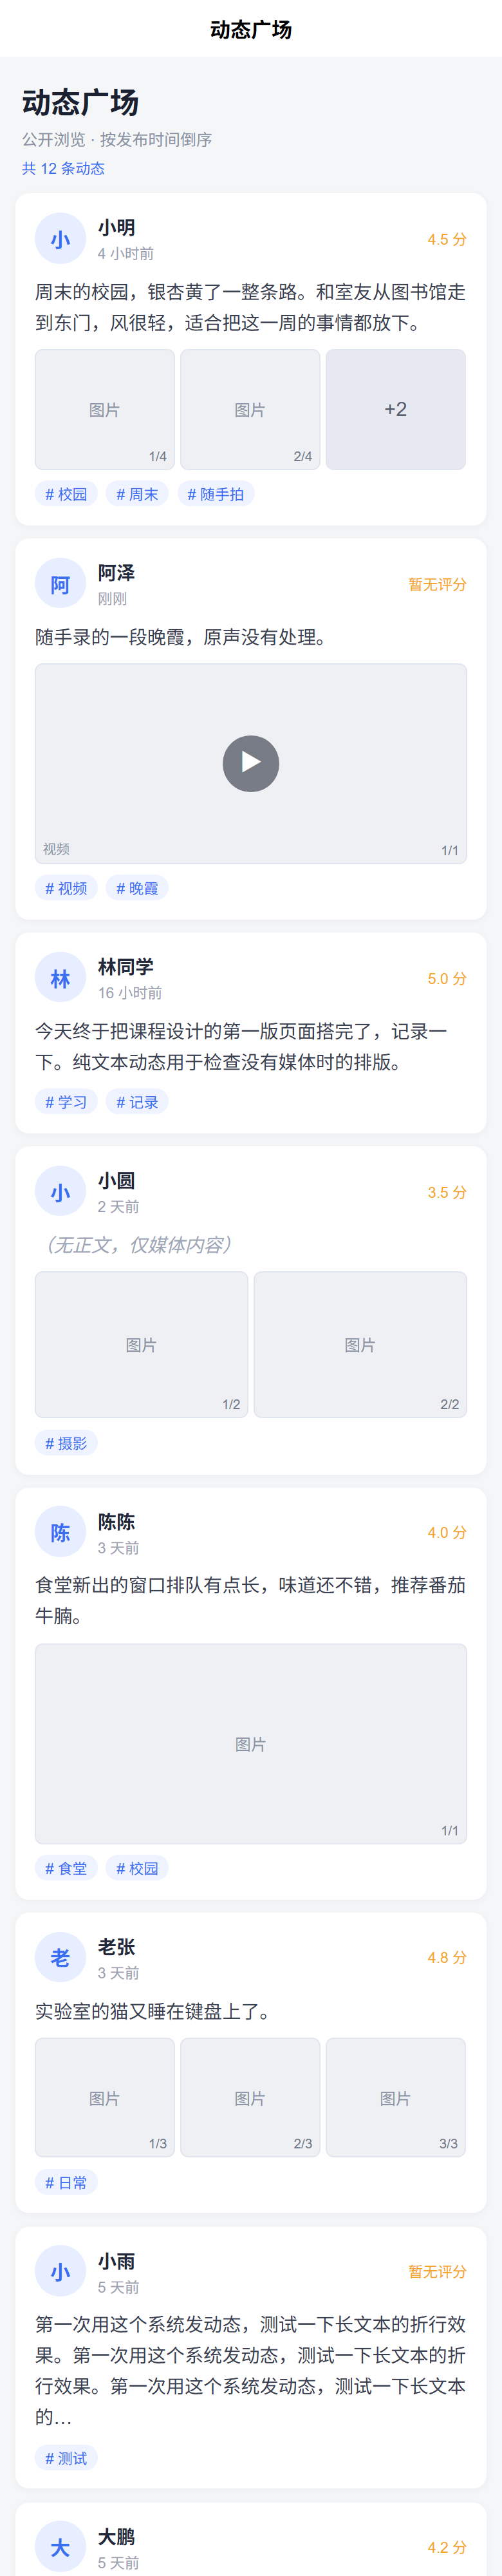 动态广场
动态广场
公开浏览 · 按发布时间倒序
共 12 条动态
小
小明
4 小时前
4.5 分
周末的校园，银杏黄了一整条路。和室友从图书馆走
到东门，风很轻，适合把这一周的事情都放下。
图片
1/4
图片
2/4
+2
# 校园
# 周末
# 随手拍
阿
阿泽
刚刚
暂无评分
随手录的一段晚霞，原声没有处理。
视频
1/1
# 视频
# 晚霞
林
林同学
16 小时前
5.0 分
今天终于把课程设计的第一版页面搭完了，记录一
下。纯文本动态用于检查没有媒体时的排版。
# 学习
# 记录
小
小圆
2 天前
3.5 分
（无正文，仅媒体内容）
图片
1/2
图片
2/2
# 摄影
陈
陈陈
3 天前
4.0 分
食堂新出的窗口排队有点长，味道还不错，推荐番茄
牛腩。
图片
1/1
# 食堂
# 校园
老
老张
3 天前
4.8 分
实验室的猫又睡在键盘上了。
图片
1/3
图片
2/3
图片
3/3
# 日常
小
小雨
5 天前
暂无评分
第一次用这个系统发动态，测试一下长文本的折行效
果。第一次用这个系统发动态，测试一下长文本的折
行效果。第一次用这个系统发动态，测试一下长文本
的…
# 测试
大
大鹏
5 天前
4.2 分